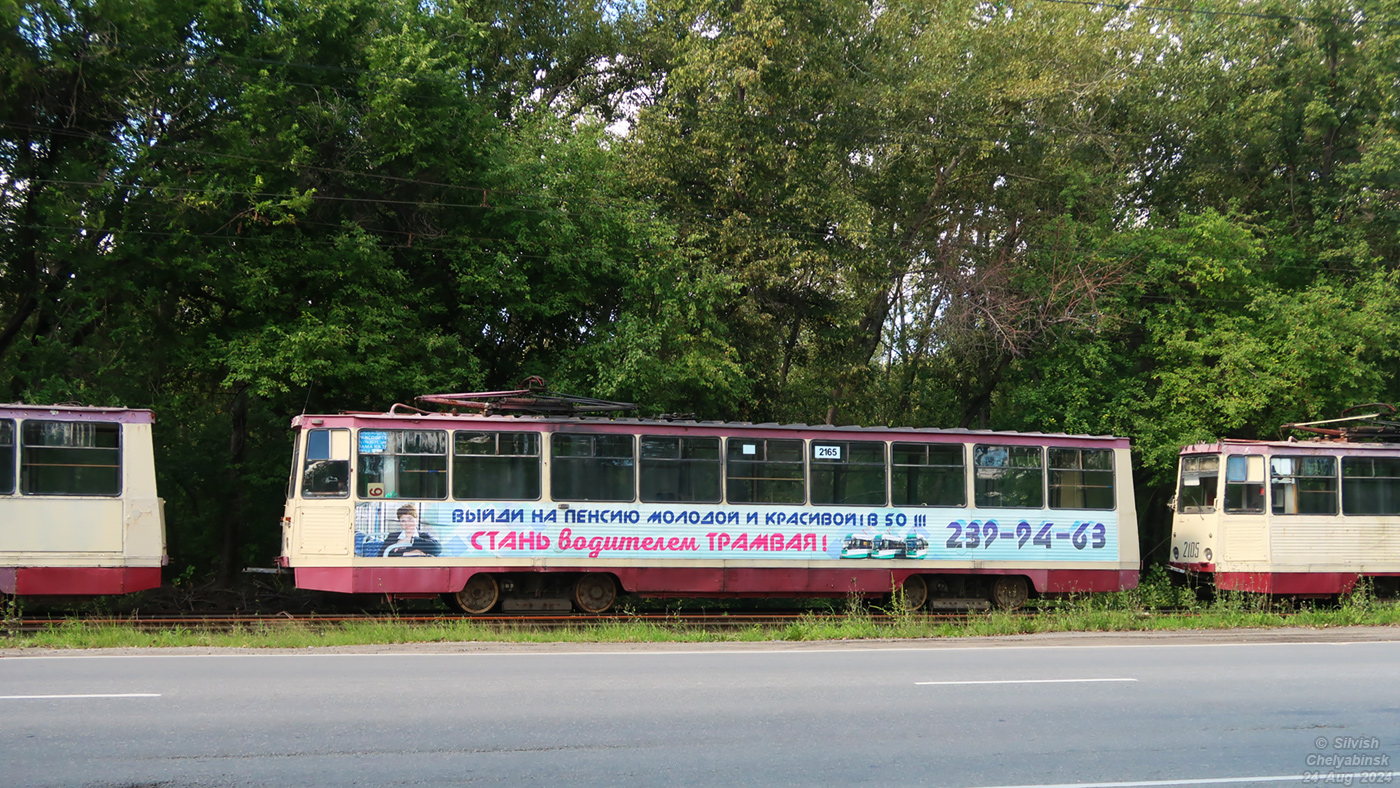 2165
6
ВЫЙДИ НА ПЕНСИЮ МОЛОДОЙ И КРАСИВОЙ! В 50 !!!
СТАНЬ водителем ТРАМВАЯ!
239-94-63
2105
© Silvish
Chelyabinsk
24 Aug 2024